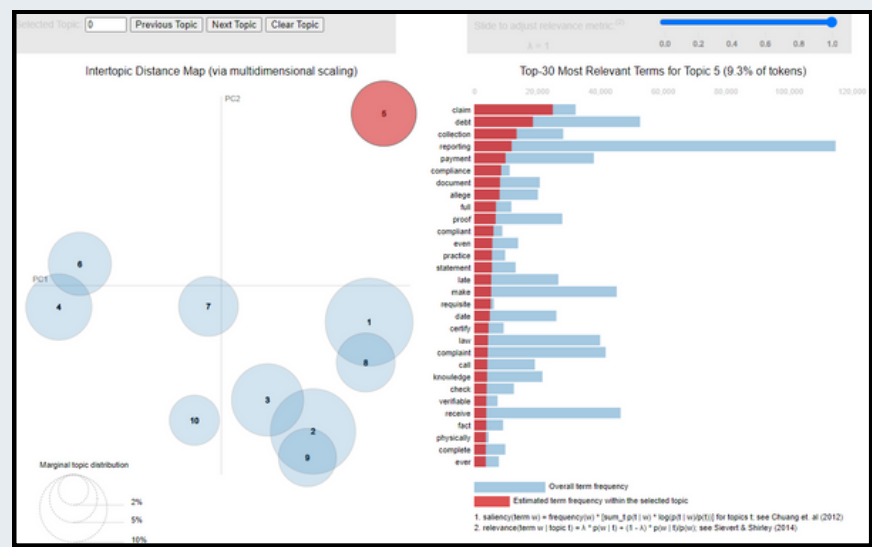 Selected Topic: 0 Previous Topic Next Topic Clear Topic
Slide to adjust relevance metric:(2)
λ = 1
0.0 0.2 0.4 0.6 0.8 1.0
Intertopic Distance Map (via multidimensional scaling)
PC2
PC1
5
6
4
7
1
8
3
2
9
10
Marginal topic distribution
2%
5%
10%
Top-30 Most Relevant Terms for Topic 5 (9.3% of tokens)
0 20,000 40,000 60,000 80,000 100,000 120,000
claim
debt
collection
reporting
payment
compliance
document
allege
full
proof
compliant
even
practice
statement
late
make
requisite
date
certify
law
complaint
call
knowledge
check
verifiable
receive
fact
physically
complete
ever
Overall term frequency
Estimated term frequency within the selected topic
1. saliency(term w) = frequency(w) * [sum_t p(t | w) * log(p(t | w)/p(t))] for topics t; see Chuang et. al (2012)
2. relevance(term w | topic t) = λ * p(w | t) + (1 - λ) * p(w | t)/p(w); see Sievert & Shirley (2014)